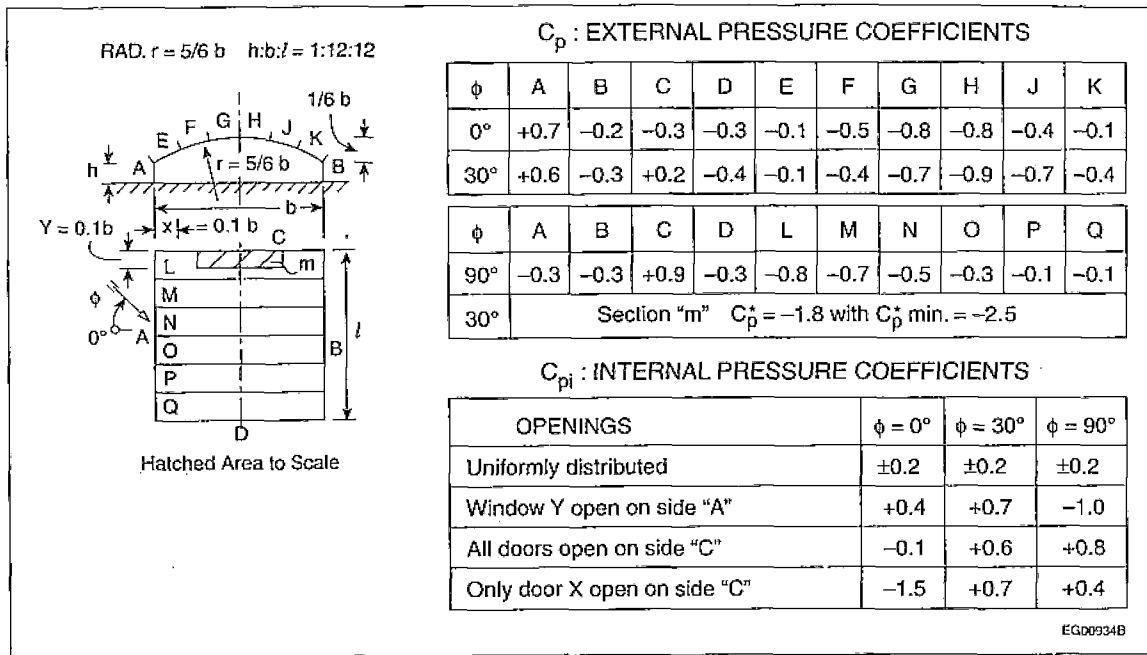 RAD. r = 5/6 b h:b:l = 1:12:12
1/6 b
E F G H J K
h A r = 5/6 b B
b
Y = 0.1b x = 0.1 b C
L m
M
ϕ N
0° A O B l
P
Q
D
Hatched Area to Scale
Cp : EXTERNAL PRESSURE COEFFICIENTS
ϕ A B C D E F G H J K
0° +0.7 −0.2 −0.3 −0.3 −0.1 −0.5 −0.8 −0.8 −0.4 −0.1
30° +0.6 −0.3 +0.2 −0.4 −0.1 −0.4 −0.7 −0.9 −0.7 −0.4
ϕ A B C D L M N O P Q
90° −0.3 −0.3 +0.9 −0.3 −0.8 −0.7 −0.5 −0.3 −0.1 −0.1
30° Section “m” Cp* = −1.8 with Cp* min. = −2.5
Cpi : INTERNAL PRESSURE COEFFICIENTS
OPENINGS ϕ = 0° ϕ = 30° ϕ = 90°
Uniformly distributed ±0.2 ±0.2 ±0.2
Window Y open on side “A” +0.4 +0.7 −1.0
All doors open on side “C” −0.1 +0.6 +0.8
Only door X open on side “C” −1.5 +0.7 +0.4
EG00934B